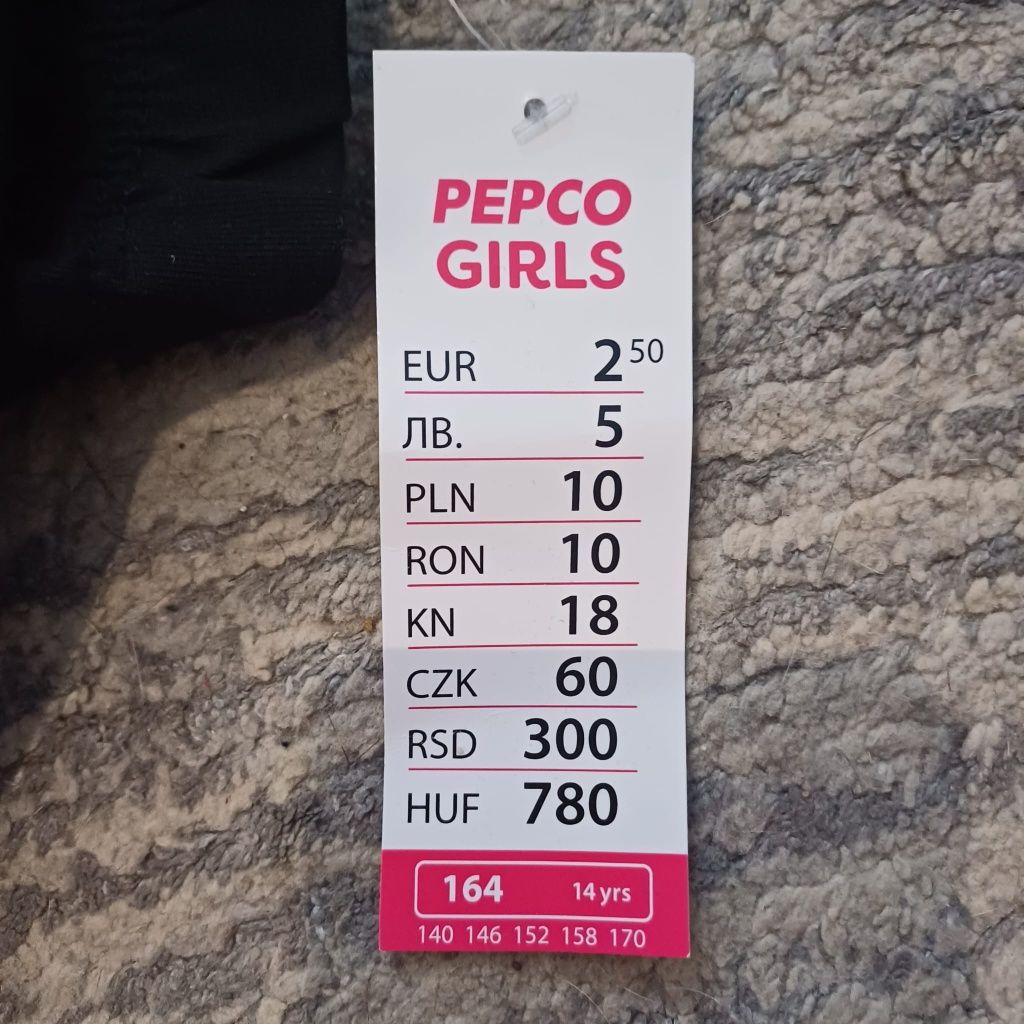 PEPCO
GIRLS
EUR 2 50
ЛВ. 5
PLN 10
RON 10
KN 18
CZK 60
RSD 300
HUF 780
164 14 yrs
140 146 152 158 170